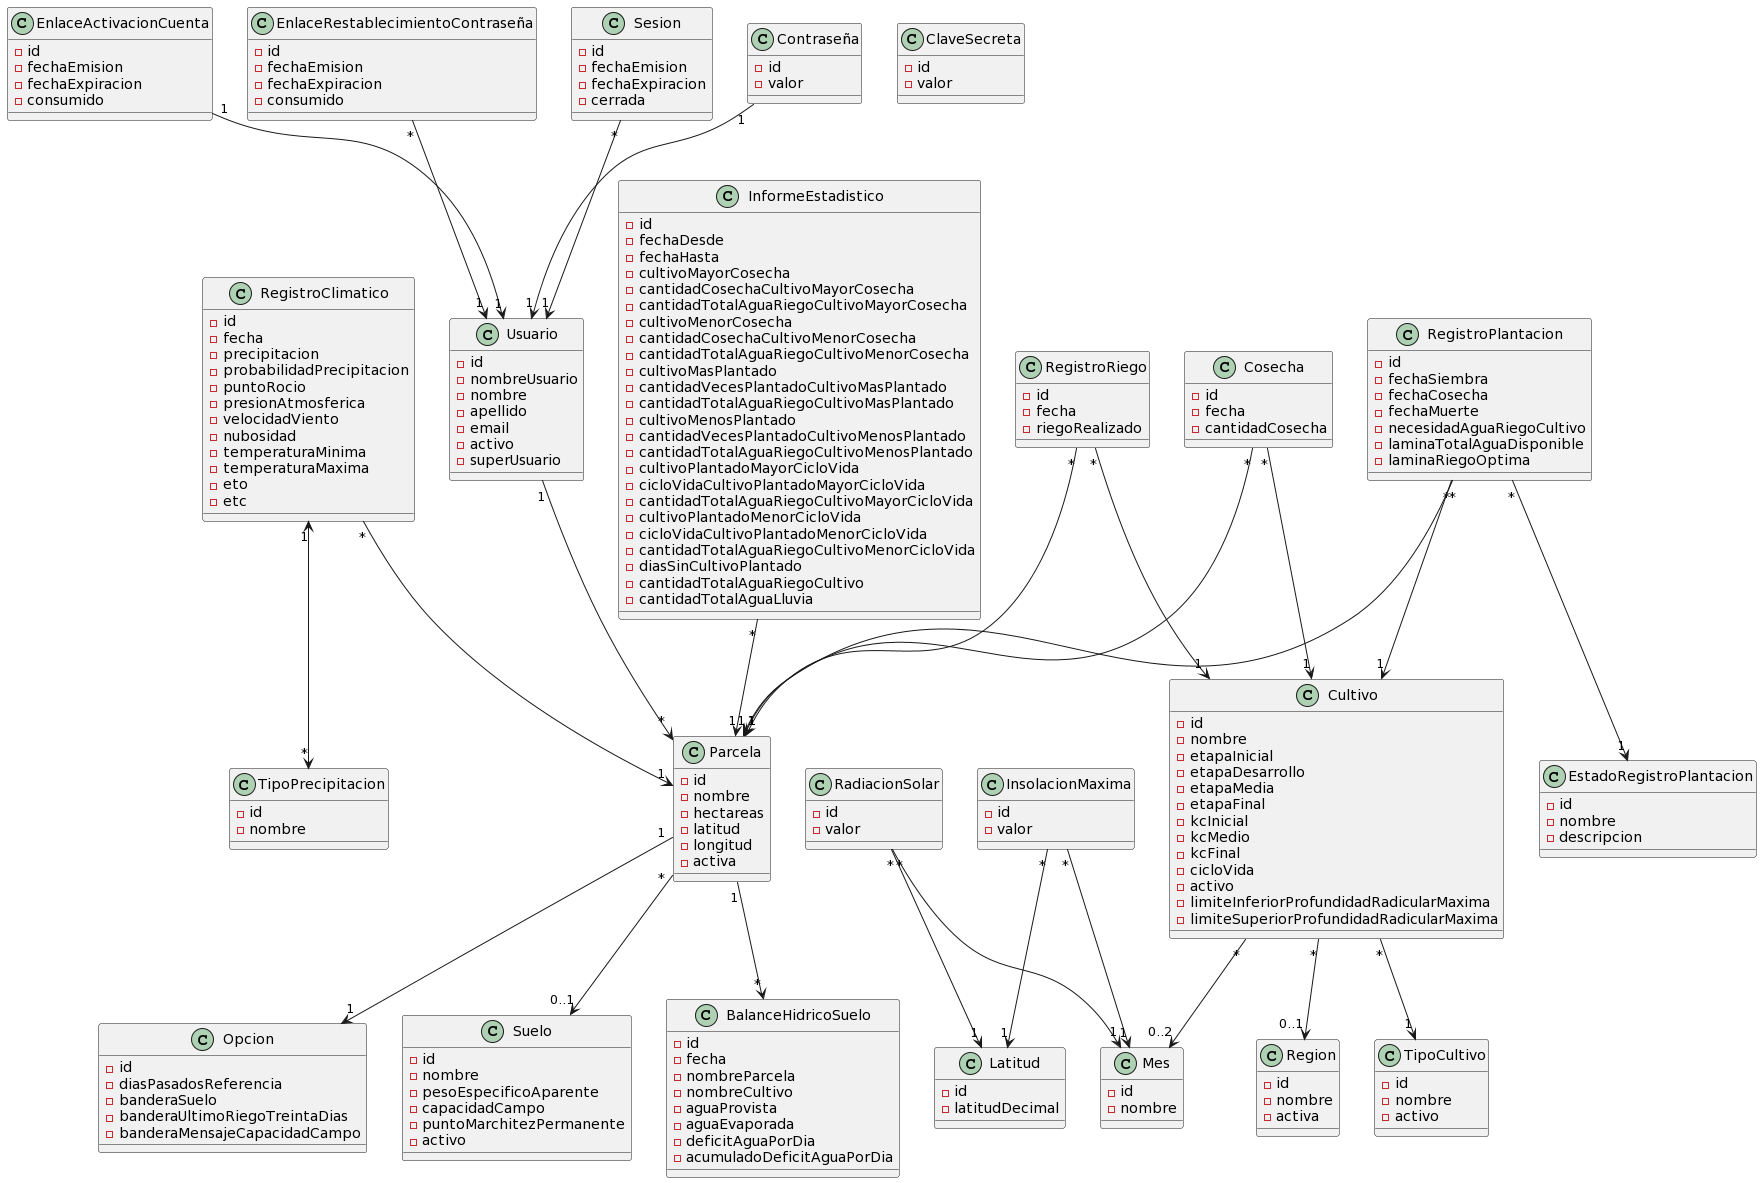 EnlaceActivacionCuenta
id
fechaEmision
fechaExpiracion
consumido
EnlaceRestablecimientoContraseña
id
fechaEmision
fechaExpiracion
consumido
Sesion
id
fechaEmision
fechaExpiracion
cerrada
Contraseña
id
valor
ClaveSecreta
id
valor
1
*
*
1
InformeEstadistico
id
fechaDesde
fechaHasta
cultivoMayorCosecha
cantidadCosechaCultivoMayorCosecha
cantidadTotalAguaRiegoCultivoMayorCosecha
cultivoMenorCosecha
cantidadCosechaCultivoMenorCosecha
cantidadTotalAguaRiegoCultivoMenorCosecha
cultivoMasPlantado
cantidadVecesPlantadoCultivoMasPlantado
cantidadTotalAguaRiegoCultivoMasPlantado
cultivoMenosPlantado
cantidadVecesPlantadoCultivoMenosPlantado
cantidadTotalAguaRiegoCultivoMenosPlantado
cultivoPlantadoMayorCicloVida
cicloVidaCultivoPlantadoMayorCicloVida
cantidadTotalAguaRiegoCultivoMayorCicloVida
cultivoPlantadoMenorCicloVida
cicloVidaCultivoPlantadoMenorCicloVida
cantidadTotalAguaRiegoCultivoMenorCicloVida
diasSinCultivoPlantado
cantidadTotalAguaRiegoCultivo
cantidadTotalAguaLluvia
RegistroClimatico
id
fecha
precipitacion
probabilidadPrecipitacion
puntoRocio
presionAtmosferica
velocidadViento
nubosidad
temperaturaMinima
temperaturaMaxima
eto
etc
1
1
1
1
Usuario
id
nombreUsuario
nombre
apellido
email
activo
superUsuario
RegistroRiego
id
fecha
riegoRealizado
Cosecha
id
fecha
cantidadCosecha
RegistroPlantacion
id
fechaSiembra
fechaCosecha
fechaMuerte
necesidadAguaRiegoCultivo
laminaTotalAguaDisponible
laminaRiegoOptima
1
*
1
*
*
*
*
*
*
*
*
*
*
1
1
1
1
1
1
1
1
1
*
Cultivo
id
nombre
etapaInicial
etapaDesarrollo
etapaMedia
etapaFinal
kcInicial
kcMedio
kcFinal
cicloVida
activo
limiteInferiorProfundidadRadicularMaxima
limiteSuperiorProfundidadRadicularMaxima
TipoPrecipitacion
id
nombre
Parcela
id
nombre
hectareas
latitud
longitud
activa
RadiacionSolar
id
valor
InsolacionMaxima
id
valor
EstadoRegistroPlantacion
id
nombre
descripcion
1
*
1
*
*
*
*
*
*
*
1
0..1
*
1
1
1
1
0..2
0..1
1
Opcion
id
diasPasadosReferencia
banderaSuelo
banderaUltimoRiegoTreintaDias
banderaMensajeCapacidadCampo
Suelo
id
nombre
pesoEspecificoAparente
capacidadCampo
puntoMarchitezPermanente
activo
BalanceHidricoSuelo
id
fecha
nombreParcela
nombreCultivo
aguaProvista
aguaEvaporada
deficitAguaPorDia
acumuladoDeficitAguaPorDia
Latitud
id
latitudDecimal
Mes
id
nombre
Region
id
nombre
activa
TipoCultivo
id
nombre
activo